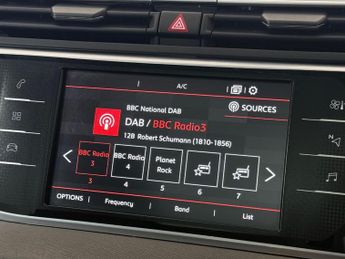 A/C
BBC National DAB
SOURCES
DAB / BBC Radio3
12B Robert Schumann (1810-1856)
BBC Radio 3
BBC Radio 4
Planet Rock
3
4
5
6
7
OPTIONS
Frequency
Band
List
N